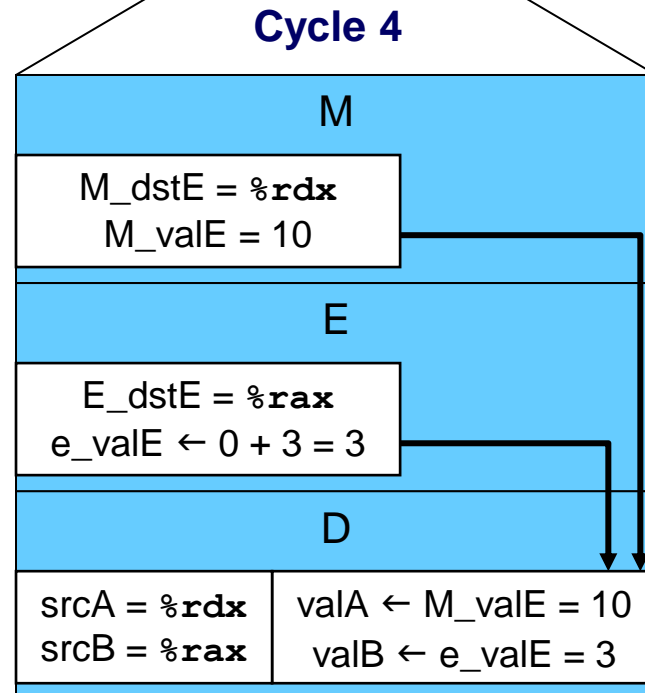 Cycle 4
M
M_dstE = %rdx
M_valE = 10
E
E_dstE = %rax
e_valE ← 0 + 3 = 3
D
srcA = %rdx
srcB = %rax
valA ← M_valE = 10
valB ← e_valE = 3